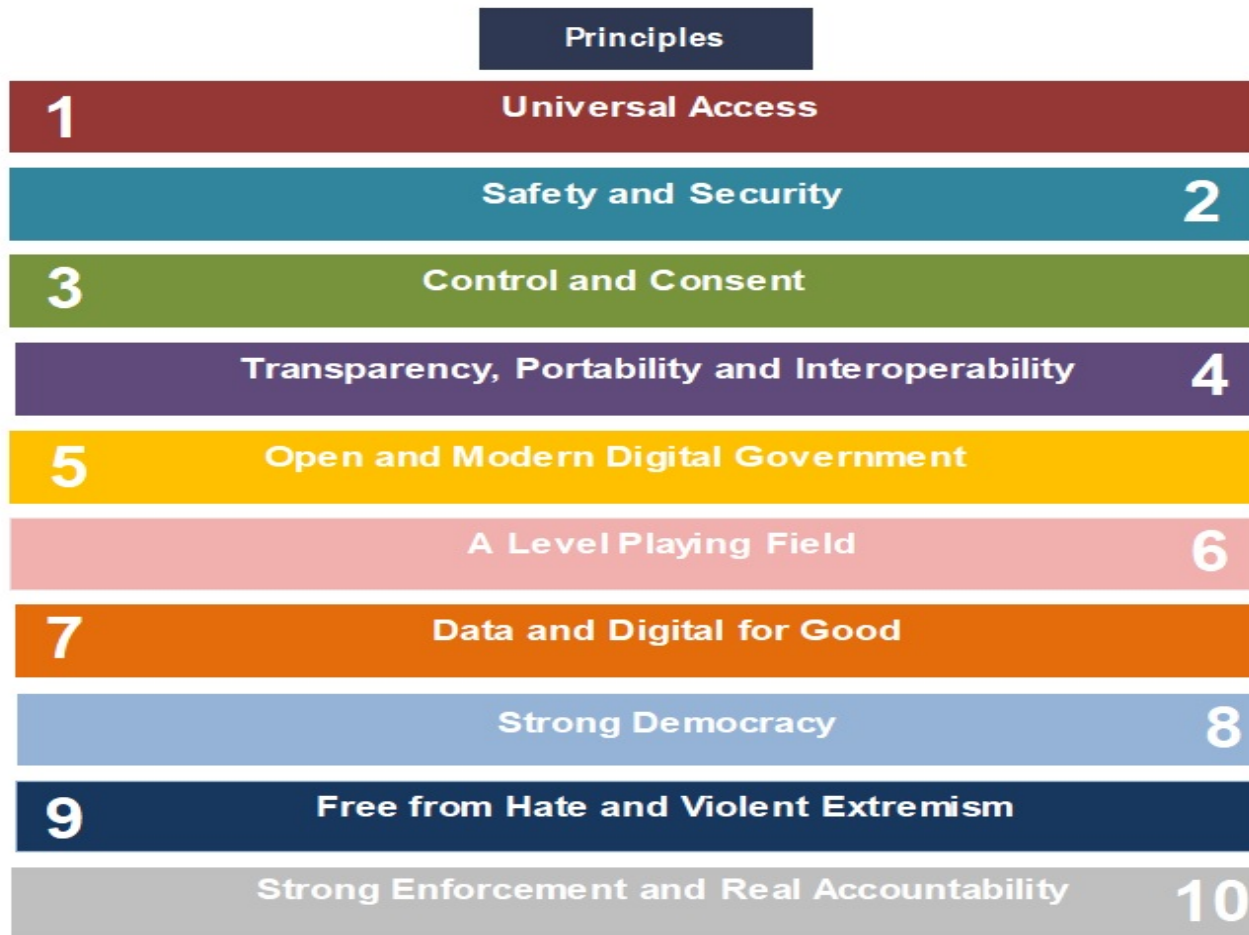 Principles
1 Universal Access
Safety and Security 2
3 Control and Consent
Transparency, Portability and Interoperability 4
5 Open and Modern Digital Government
A Level Playing Field 6
7 Data and Digital for Good
Strong Democracy 8
9 Free from Hate and Violent Extremism
Strong Enforcement and Real Accountability 10